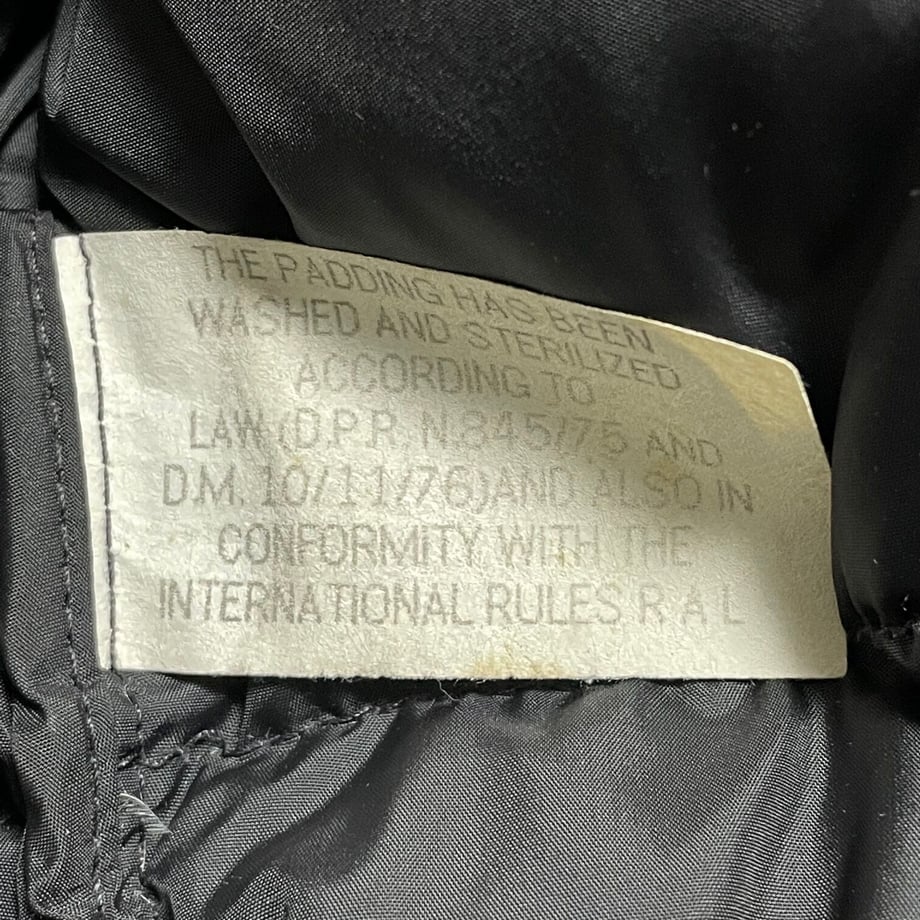 THE PADDING HAS BEEN
WASHED AND STERILIZED
ACCORDING TO
LAW (D.P.R. N.845/75 AND
D.M. 10/11/76)AND ALSO IN
CONFORMITY WITH THE
INTERNATIONAL RULES R A L